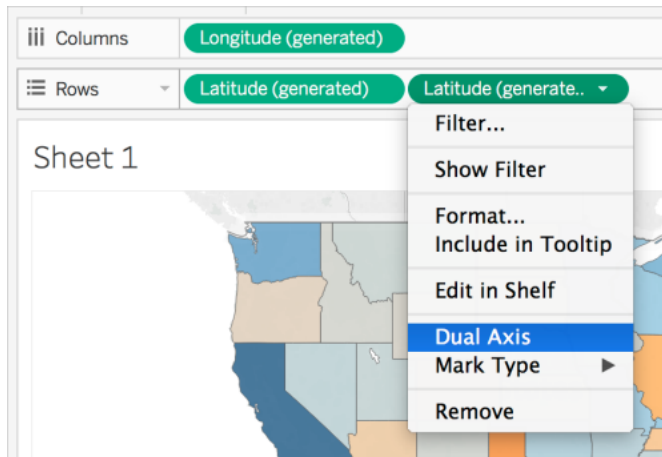 Columns
Longitude (generated)
Rows
Latitude (generated)
Latitude (generate..
Filter...
Show Filter
Format...
Include in Tooltip
Edit in Shelf
Dual Axis
Mark Type
Remove
Sheet 1